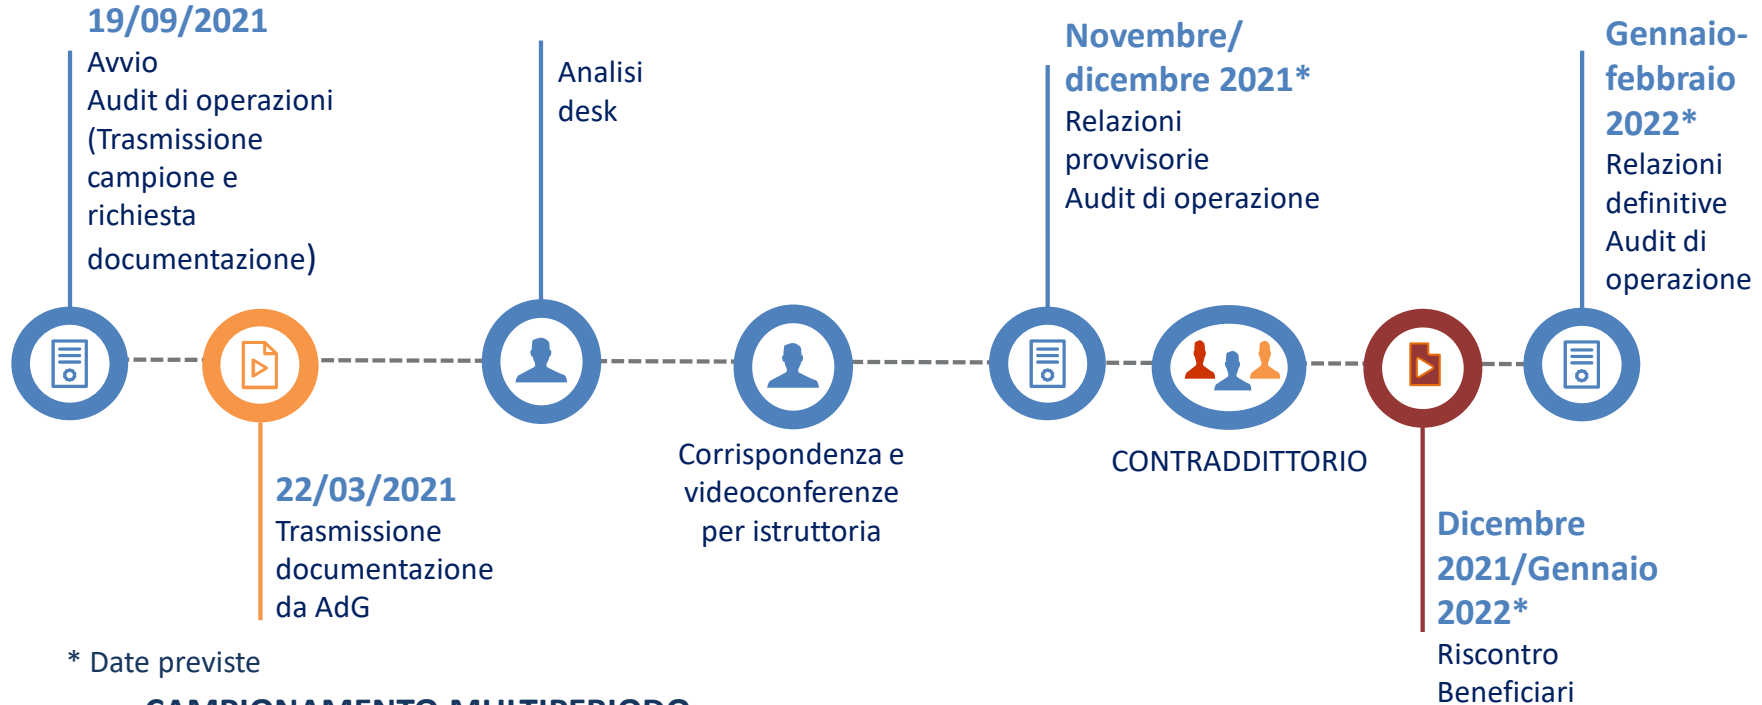 19/09/2021
Avvio
Audit di operazioni
(Trasmissione
campione e
richiesta
documentazione)
22/03/2021
Trasmissione
documentazione
da AdG
Analisi
desk
Corrispondenza e
videoconferenze
per istruttoria
Novembre/
dicembre 2021*
Relazioni
provvisorie
Audit di operazione
CONTRADDITTORIO
Dicembre
2021/Gennaio
2022*
Riscontro
Beneficiari
Gennaio-
febbraio
2022*
Relazioni
definitive
Audit di
operazione
* Date previste
CAMPIONAMENTO MULTIPERIODO